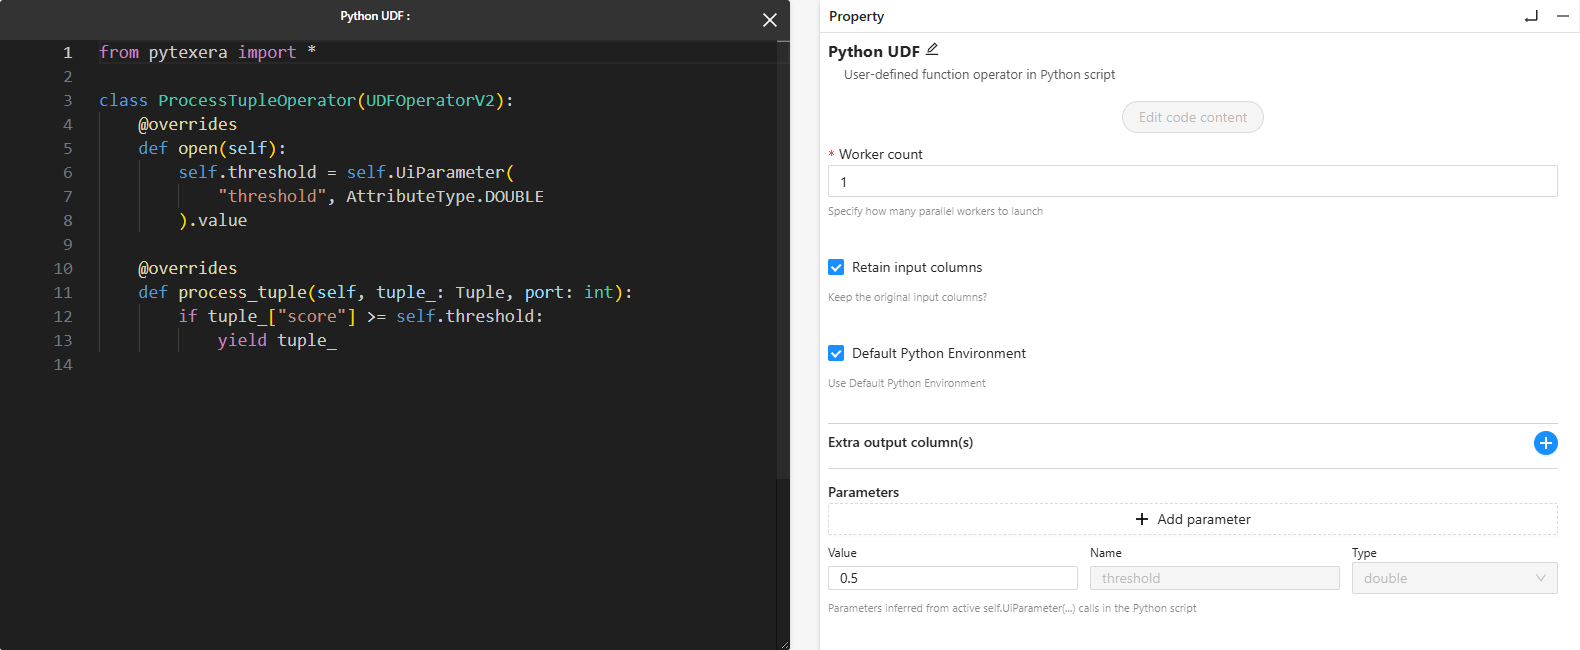 Python UDF :
1 from pytexera import *
2
3 class ProcessTupleOperator(UDFOperatorV2):
4     @overrides
5     def open(self):
6         self.threshold = self.UiParameter(
7             "threshold", AttributeType.DOUBLE
8         ).value
9
10     @overrides
11     def process_tuple(self, tuple_: Tuple, port: int):
12         if tuple_["score"] >= self.threshold:
13             yield tuple_
14
Property
Python UDF
User-defined function operator in Python script
Edit code content
* Worker count
1
Specify how many parallel workers to launch
Retain input columns
Keep the original input columns?
Default Python Environment
Use Default Python Environment
Extra output column(s)
Parameters
+ Add parameter
Value Name Type
0.5 threshold double
Parameters inferred from active self.UiParameter(...) calls in the Python script